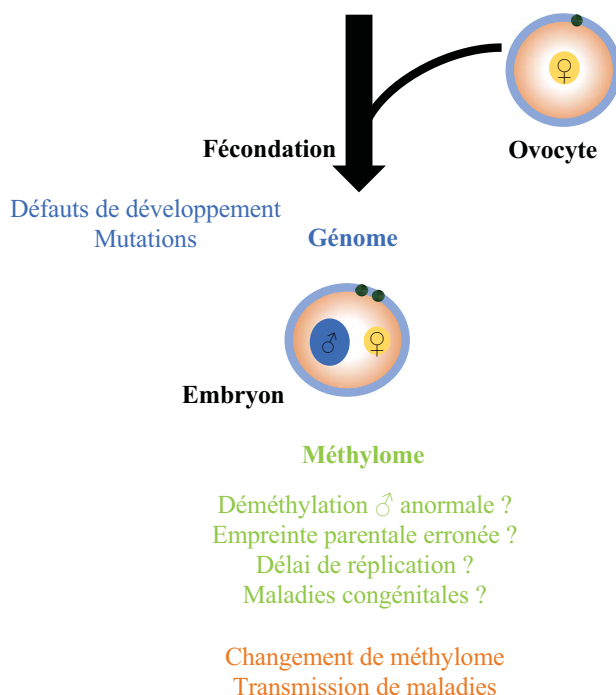 ♀
Fécondation
Ovocyte
Défauts de développement
Mutations
Génome
♂
♀
Embryon
Méthylome
Déméthylation ♂ anormale ?
Empreinte parentale erronée ?
Délai de réplication ?
Maladies congénitales ?
Changement de méthylome
Transmission de maladies